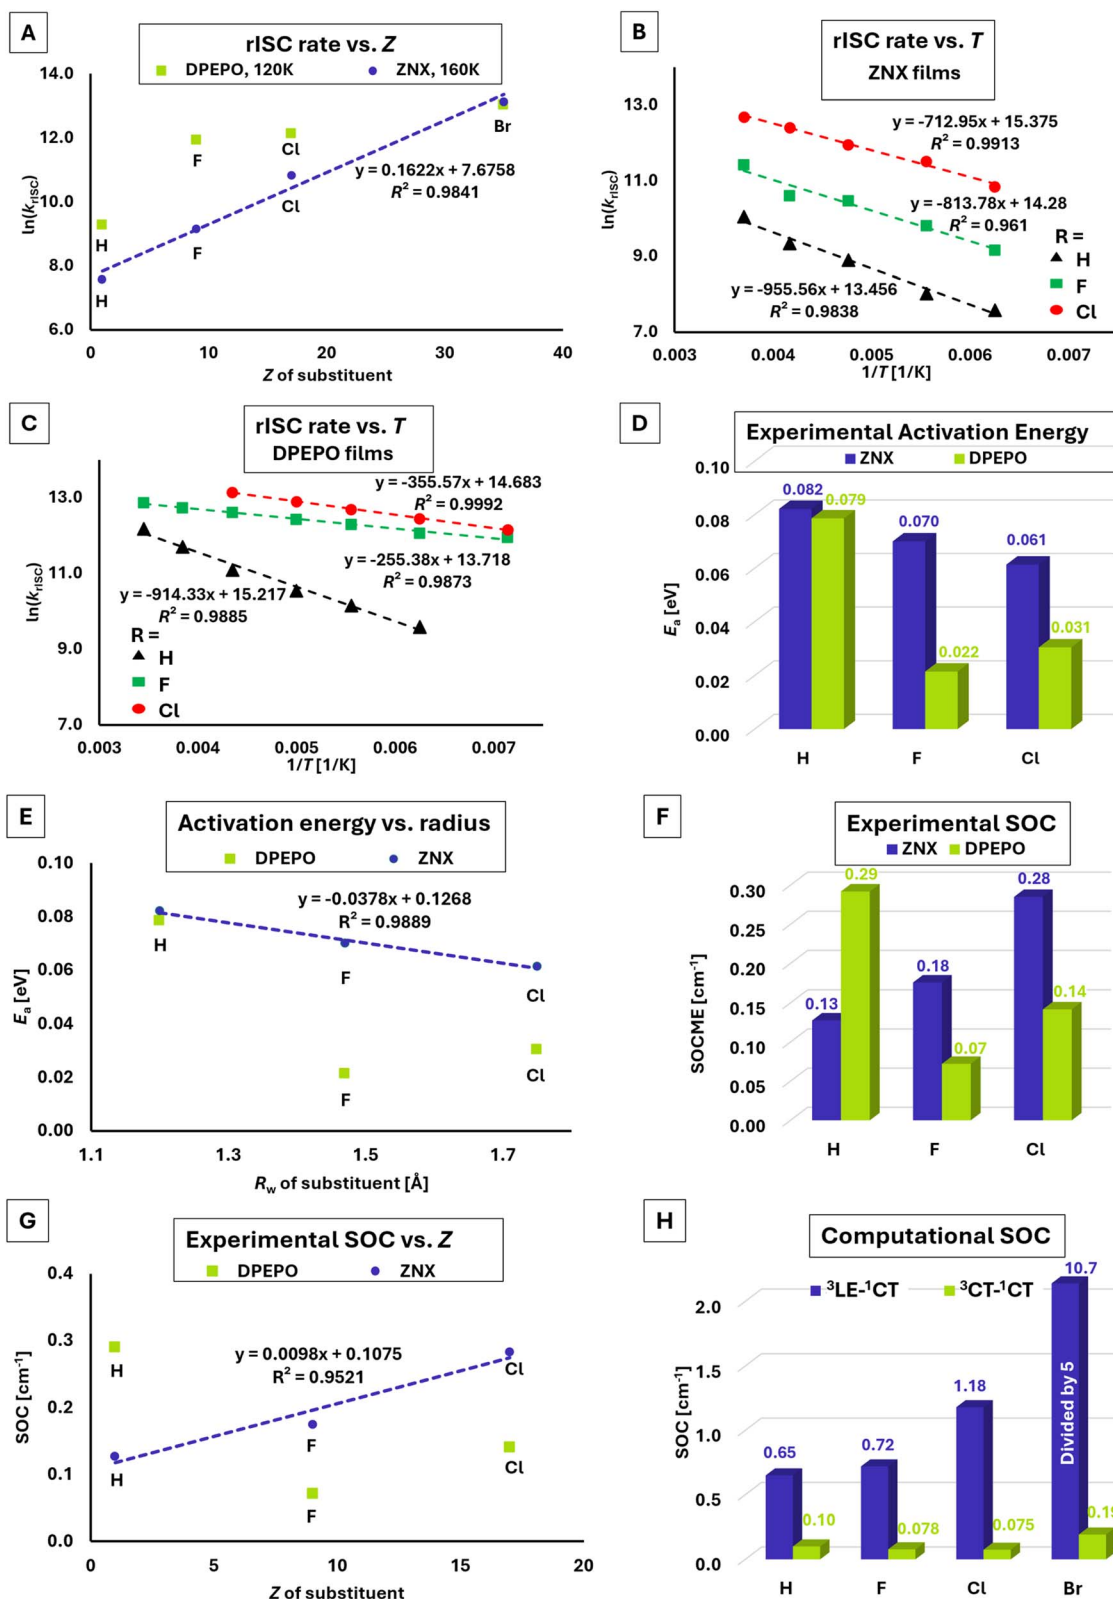 A
rISC rate vs. Z
DPEPO, 120K
ZNX, 160K
14.0
12.0
10.0
8.0
6.0
ln(k_rISC)
H
H
F
F
Cl
Cl
Br
y = 0.1622x + 7.6758
R² = 0.9841
0
10
20
30
40
Z of substituent
B
rISC rate vs. T
ZNX films
13.0
11.0
9.0
7.0
ln(k_rISC)
y = -712.95x + 15.375
R² = 0.9913
y = -813.78x + 14.28
R² = 0.961
y = -955.56x + 13.456
R² = 0.9838
R =
H
F
Cl
0.003
0.004
0.005
0.006
0.007
1/T [1/K]
C
rISC rate vs. T
DPEPO films
13.0
11.0
9.0
7.0
ln(k_rISC)
y = -355.57x + 14.683
R² = 0.9992
y = -255.38x + 13.718
R² = 0.9873
y = -914.33x + 15.217
R² = 0.9885
R =
H
F
Cl
0.003
0.004
0.005
0.006
0.007
1/T [1/K]
D
Experimental Activation Energy
ZNX
DPEPO
0.10
0.08
0.06
0.04
0.02
0.00
E_a [eV]
0.082
0.079
0.070
0.022
0.061
0.031
H
F
Cl
E
Activation energy vs. radius
DPEPO
ZNX
0.10
0.08
0.06
0.04
0.02
0.00
E_a [eV]
y = -0.0378x + 0.1268
R² = 0.9889
H
F
F
Cl
Cl
1.1
1.3
1.5
1.7
R_w of substituent [Å]
F
Experimental SOC
ZNX
DPEPO
0.30
0.25
0.20
0.15
0.10
0.05
0.00
SOCME [cm⁻¹]
0.13
0.29
0.18
0.07
0.28
0.14
H
F
Cl
G
Experimental SOC vs. Z
DPEPO
ZNX
0.4
0.3
0.2
0.1
0.0
SOC [cm⁻¹]
y = 0.0098x + 0.1075
R² = 0.9521
H
H
F
F
Cl
Cl
0
5
10
15
20
Z of substituent
H
Computational SOC
³LE-¹CT
³CT-¹CT
2.0
1.5
1.0
0.5
0.0
SOC [cm⁻¹]
0.65
0.10
0.72
0.078
1.18
0.075
10.7
Divided by 5
0.19
H
F
Cl
Br